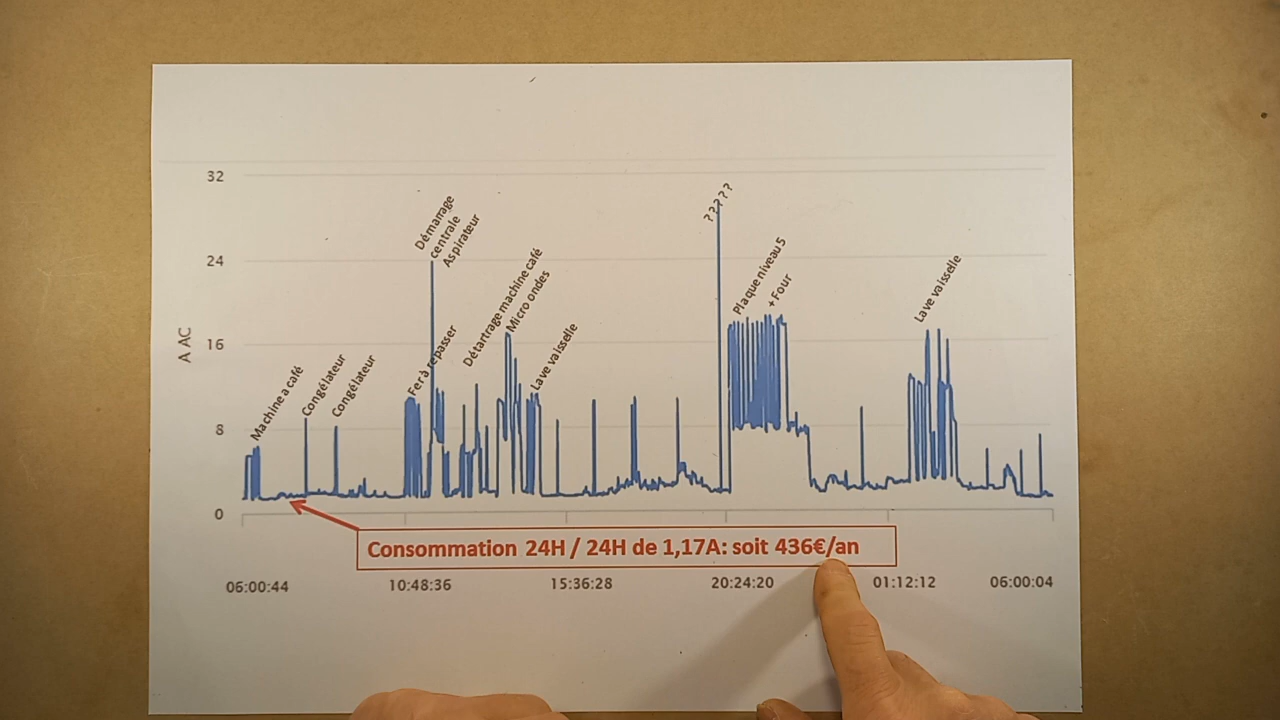 32
24
16
8
0
A AC
Machine a café
Congélateur
Congélateur
Fer à repasser
Démarrage
centrale
Aspirateur
Détartrage machine café
Micro ondes
Lave vaisselle
?????
Plaque niveau 5
+ Four
Lave vaisselle
Consommation 24H / 24H de 1,17A: soit 436€/an
06:00:44
10:48:36
15:36:28
20:24:20
01:12:12
06:00:04